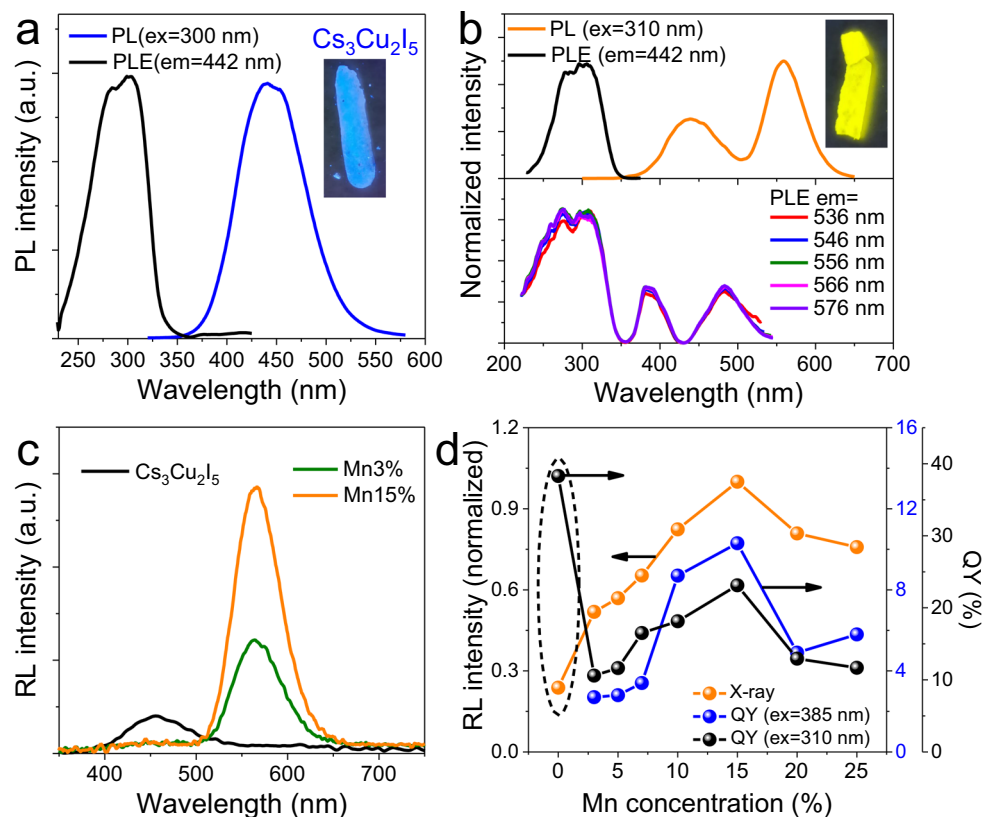 a
PL(ex=300 nm)
PLE(em=442 nm)
Cs₃Cu₂I₅
PL intensity (a.u.)
250 300 350 400 450 500 550 600
Wavelength (nm)
b
PL (ex=310 nm)
PLE (em=442 nm)
Normalized intensity
PLE em=
536 nm
546 nm
556 nm
566 nm
576 nm
200 300 400 500 600 700
Wavelength (nm)
c
Cs₃Cu₂I₅
Mn3%
Mn15%
RL intensity (a.u.)
400 500 600 700
Wavelength (nm)
d
RL intensity (normalized)
1.2
0.9
0.6
0.3
0.0
16
12
8
4
0
40
30
20
10
0
QY (%)
X-ray
QY (ex=385 nm)
QY (ex=310 nm)
0 5 10 15 20 25
Mn concentration (%)